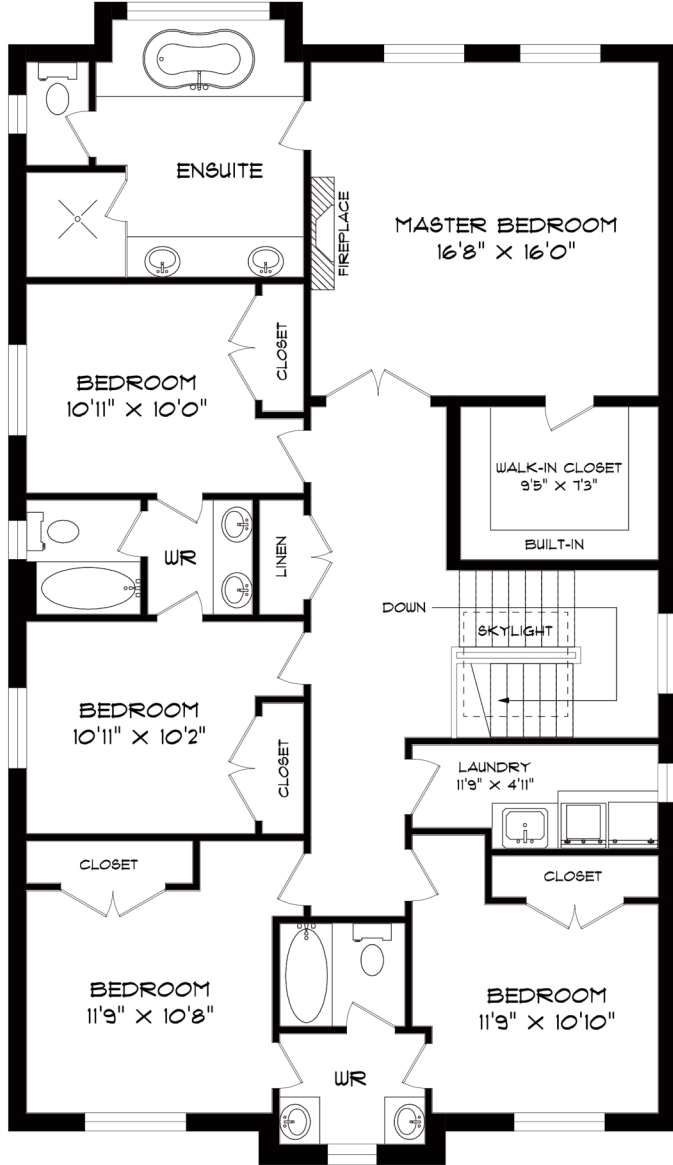 ENSUITE
FIREPLACE
MASTER BEDROOM
16'8" X 16'0"
CLOSET
BEDROOM
10'11" X 10'0"
WALK-IN CLOSET
9'5" X 7'3"
BUILT-IN
WR
LINEN
DOWN
SKYLIGHT
BEDROOM
10'11" X 10'2"
CLOSET
LAUNDRY
11'9" X 4'11"
CLOSET
CLOSET
BEDROOM
11'9" X 10'8"
BEDROOM
11'9" X 10'10"
WR